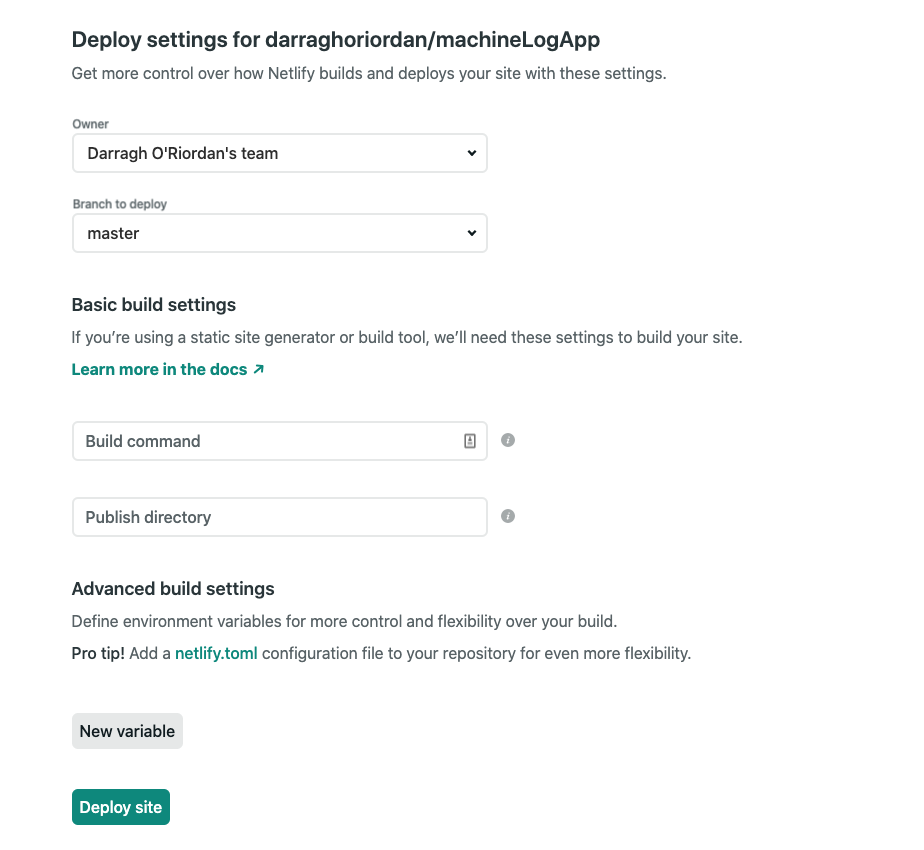 Deploy settings for darraghoriordan/machineLogApp
Get more control over how Netlify builds and deploys your site with these settings.
Owner
Darragh O'Riordan's team
Branch to deploy
master
Basic build settings
If you’re using a static site generator or build tool, we’ll need these settings to build your site.
Learn more in the docs ↗
Build command
Publish directory
Advanced build settings
Define environment variables for more control and flexibility over your build.
Pro tip! Add a netlify.toml configuration file to your repository for even more flexibility.
New variable
Deploy site